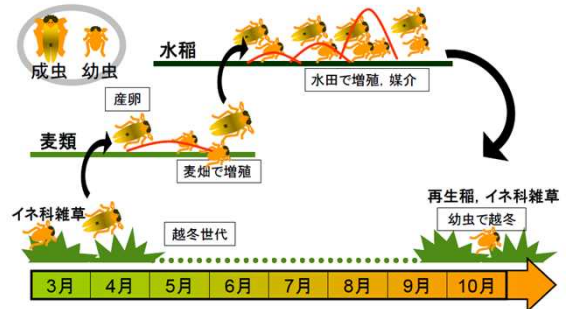 成虫 幼虫
水稲
水田で増殖，媒介
産卵
麦類
麦畑で増殖
イネ科雑草
再生稲，イネ科雑草
幼虫で越冬
越冬世代
3月 4月 5月 6月 7月 8月 9月 10月